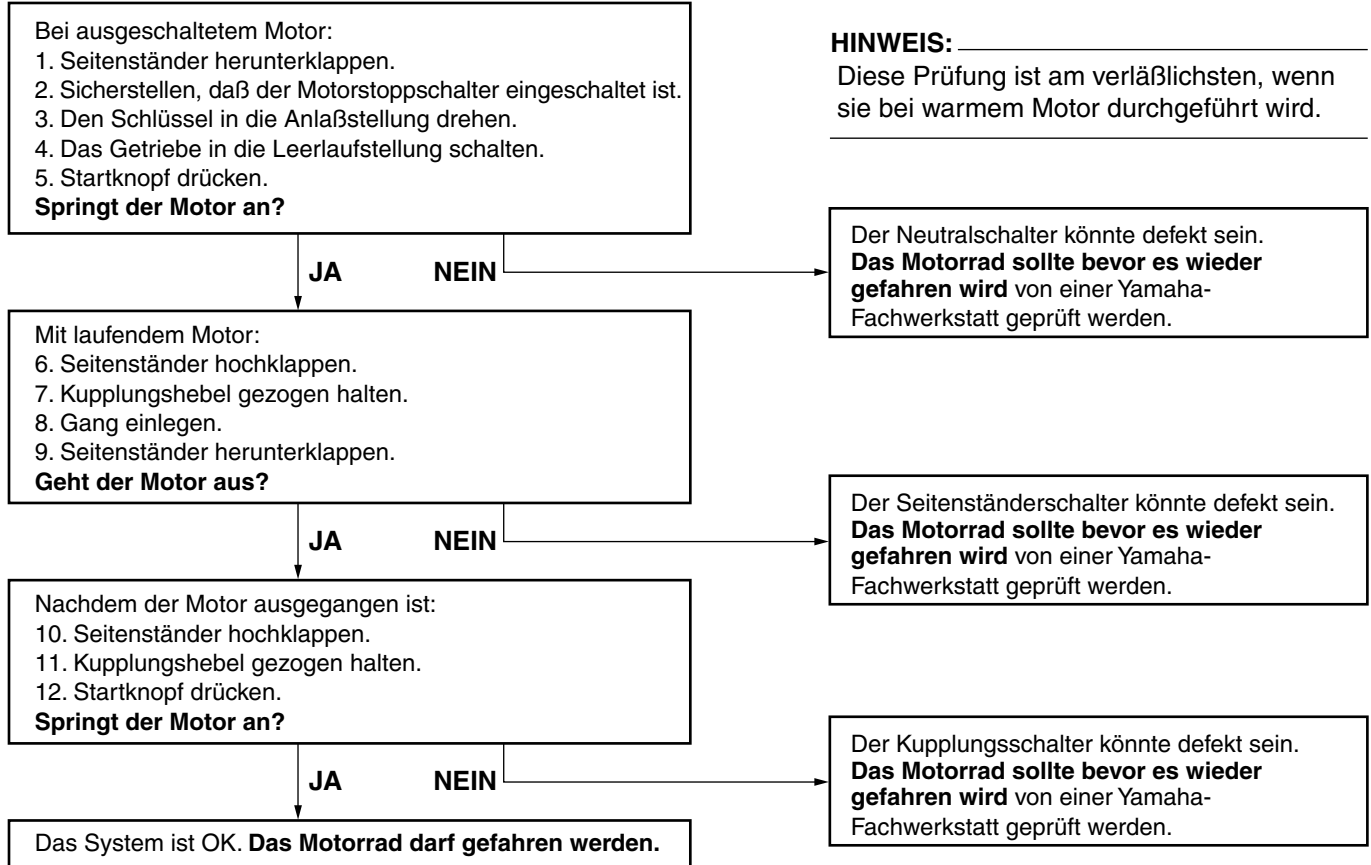 Bei ausgeschaltetem Motor:
1. Seitenständer herunterklappen.
2. Sicherstellen, daß der Motorstoppschalter eingeschaltet ist.
3. Den Schlüssel in die Anlaßstellung drehen.
4. Das Getriebe in die Leerlaufstellung schalten.
5. Startknopf drücken.
Springt der Motor an?
HINWEIS:
Diese Prüfung ist am verläßlichsten, wenn
sie bei warmem Motor durchgeführt wird.
JA NEIN
Der Neutralschalter könnte defekt sein.
Das Motorrad sollte bevor es wieder
gefahren wird von einer Yamaha-
Fachwerkstatt geprüft werden.
Mit laufendem Motor:
6. Seitenständer hochklappen.
7. Kupplungshebel gezogen halten.
8. Gang einlegen.
9. Seitenständer herunterklappen.
Geht der Motor aus?
JA NEIN
Der Seitenständerschalter könnte defekt sein.
Das Motorrad sollte bevor es wieder
gefahren wird von einer Yamaha-
Fachwerkstatt geprüft werden.
Nachdem der Motor ausgegangen ist:
10. Seitenständer hochklappen.
11. Kupplungshebel gezogen halten.
12. Startknopf drücken.
Springt der Motor an?
JA NEIN
Der Kupplungsschalter könnte defekt sein.
Das Motorrad sollte bevor es wieder
gefahren wird von einer Yamaha-
Fachwerkstatt geprüft werden.
Das System ist OK. Das Motorrad darf gefahren werden.